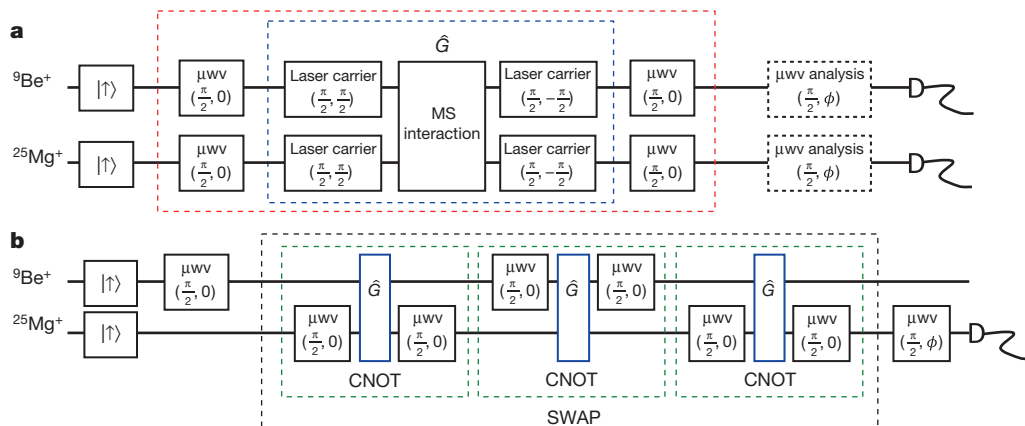 a
Ĝ
⁹Be⁺
|↑⟩
μwv
(π/2, 0)
Laser carrier
(π/2, π/2)
MS
interaction
Laser carrier
(π/2, −π/2)
μwv
(π/2, 0)
μwv analysis
(π/2, ϕ)
²⁵Mg⁺
|↑⟩
μwv
(π/2, 0)
Laser carrier
(π/2, π/2)
Laser carrier
(π/2, −π/2)
μwv
(π/2, 0)
μwv analysis
(π/2, ϕ)
b
⁹Be⁺
|↑⟩
μwv
(π/2, 0)
Ĝ
μwv
(π/2, 0)
Ĝ
μwv
(π/2, 0)
Ĝ
²⁵Mg⁺
|↑⟩
μwv
(π/2, 0)
μwv
(π/2, 0)
μwv
(π/2, 0)
μwv
(π/2, 0)
μwv
(π/2, ϕ)
CNOT
CNOT
CNOT
SWAP